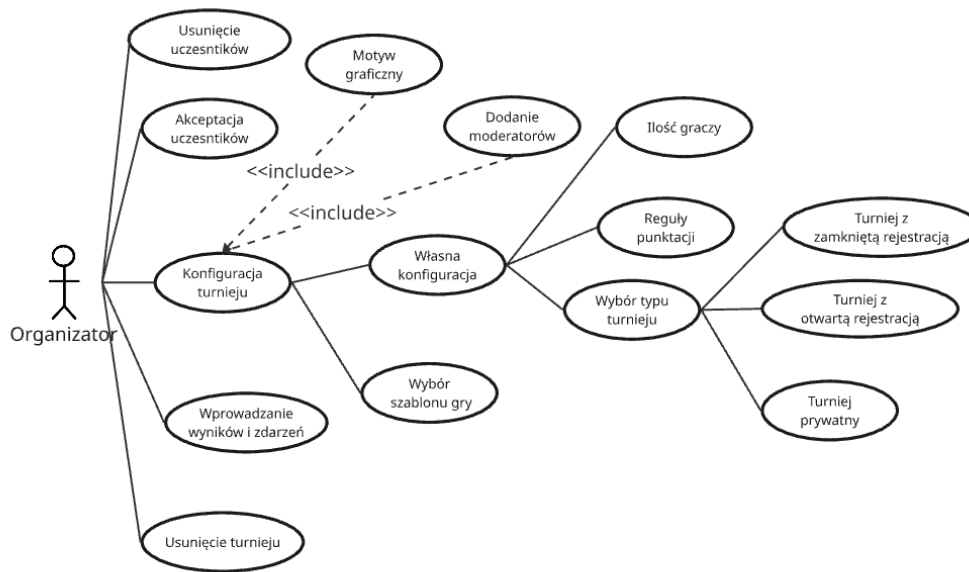 Usunięcie
uczesntików
Motyw
graficzny
Akceptacja
uczesntików
Dodanie
moderatorów
Ilość graczy
<<include>>
<<include>>
Reguły
punktacji
Turniej z
zamkniętą rejestracją
Własna
konfiguracja
Konfiguracja
turnieju
Wybór typu
turnieju
Turniej z
otwartą rejestracją
Organizator
Wybór
szablonu gry
Turniej
prywatny
Wprowadzanie
wyników i zdarzeń
Usunięcie turnieju